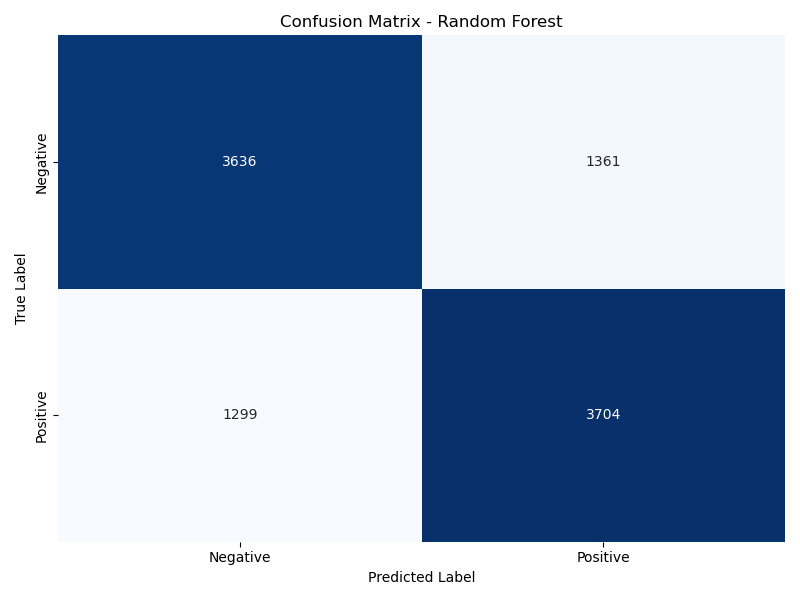 Confusion Matrix - Random Forest
True Label
Negative
3636
1361
Positive
1299
3704
Negative
Positive
Predicted Label